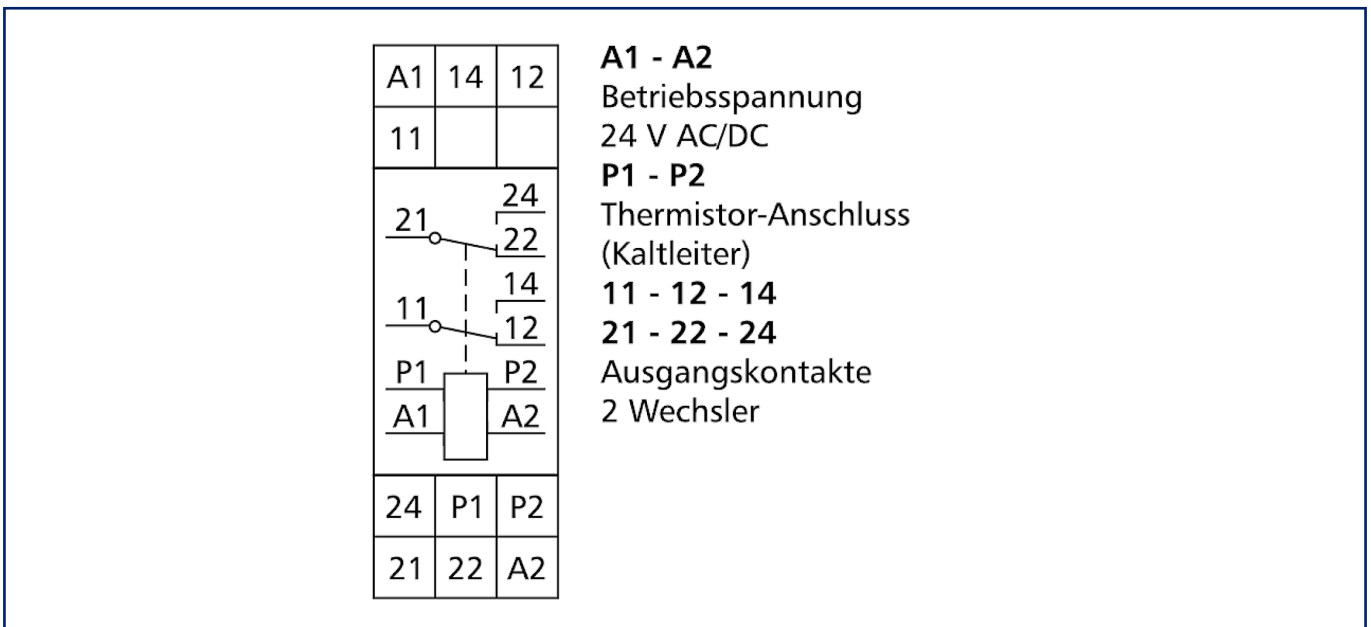 A1 14 12
11
24
21
22
14
11
12
P1 P2
A1 A2
24 P1 P2
21 22 A2
A1 - A2
Betriebsspannung
24 V AC/DC
P1 - P2
Thermistor-Anschluss
(Kaltleiter)
11 - 12 - 14
21 - 22 - 24
Ausgangskontakte
2 Wechsler